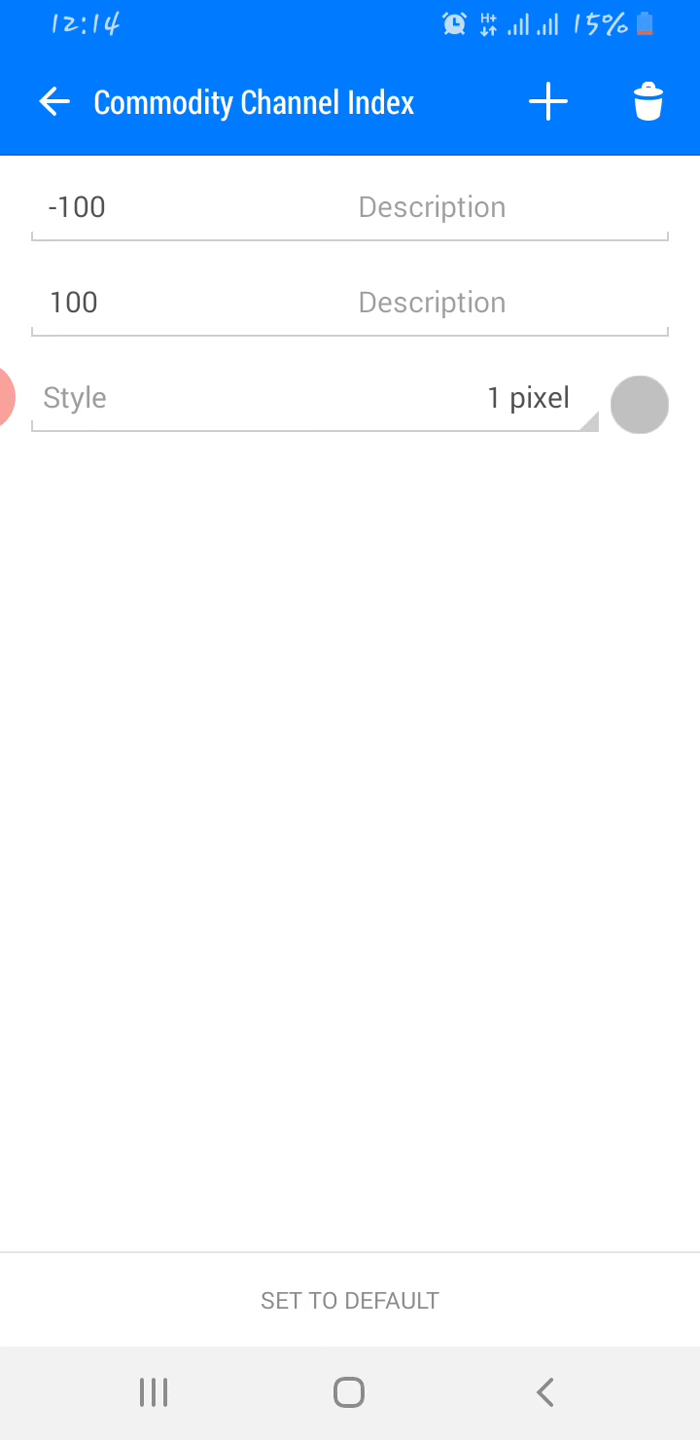 12:14 H+ 15%
Commodity Channel Index
-100 Description
100 Description
Style 1 pixel
SET TO DEFAULT